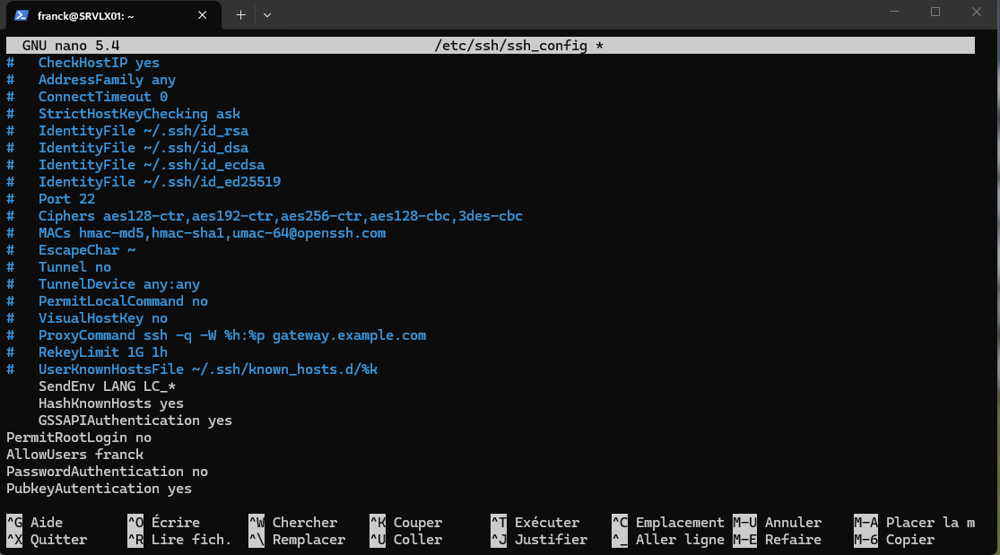 franck@SRVLX01: ~
GNU nano 5.4 /etc/ssh/ssh_config *
# CheckHostIP yes
# AddressFamily any
# ConnectTimeout 0
# StrictHostKeyChecking ask
# IdentityFile ~/.ssh/id_rsa
# IdentityFile ~/.ssh/id_dsa
# IdentityFile ~/.ssh/id_ecdsa
# IdentityFile ~/.ssh/id_ed25519
# Port 22
# Ciphers aes128-ctr,aes192-ctr,aes256-ctr,aes128-cbc,3des-cbc
# MACs hmac-md5,hmac-sha1,umac-64@openssh.com
# EscapeChar ~
# Tunnel no
# TunnelDevice any:any
# PermitLocalCommand no
# VisualHostKey no
# ProxyCommand ssh -q -W %h:%p gateway.example.com
# RekeyLimit 1G 1h
# UserKnownHostsFile ~/.ssh/known_hosts.d/%k
SendEnv LANG LC_*
HashKnownHosts yes
GSSAPIAuthentication yes
PermitRootLogin no
AllowUsers franck
PasswordAuthentication no
PubkeyAutentication yes
^G Aide ^O Écrire ^W Chercher ^K Couper ^T Exécuter ^C Emplacement M-U Annuler M-A Placer la m
^X Quitter ^R Lire fich. ^\ Remplacer ^U Coller ^J Justifier ^_ Aller ligne M-E Refaire M-6 Copier